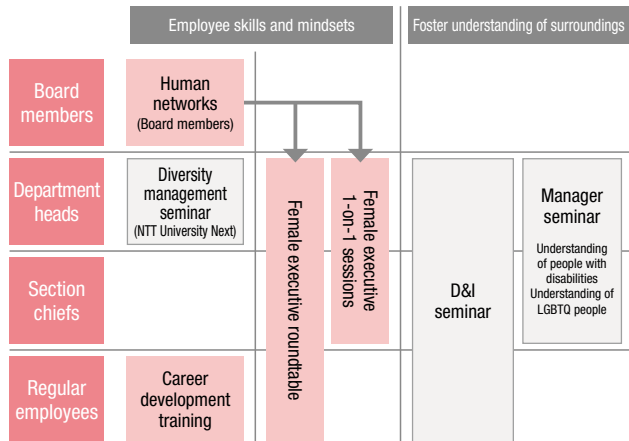 Employee skills and mindsets
Foster understanding of surroundings
Board
members
Human
networks
(Board members)
Department
heads
Diversity
management
seminar
(NTT University Next)
Female executive roundtable
Female executive
1-on-1 sessions
D&I
seminar
Manager
seminar
Understanding
of people with
disabilities
Understanding of
LGBTQ people
Section
chiefs
Regular
employees
Career
development
training